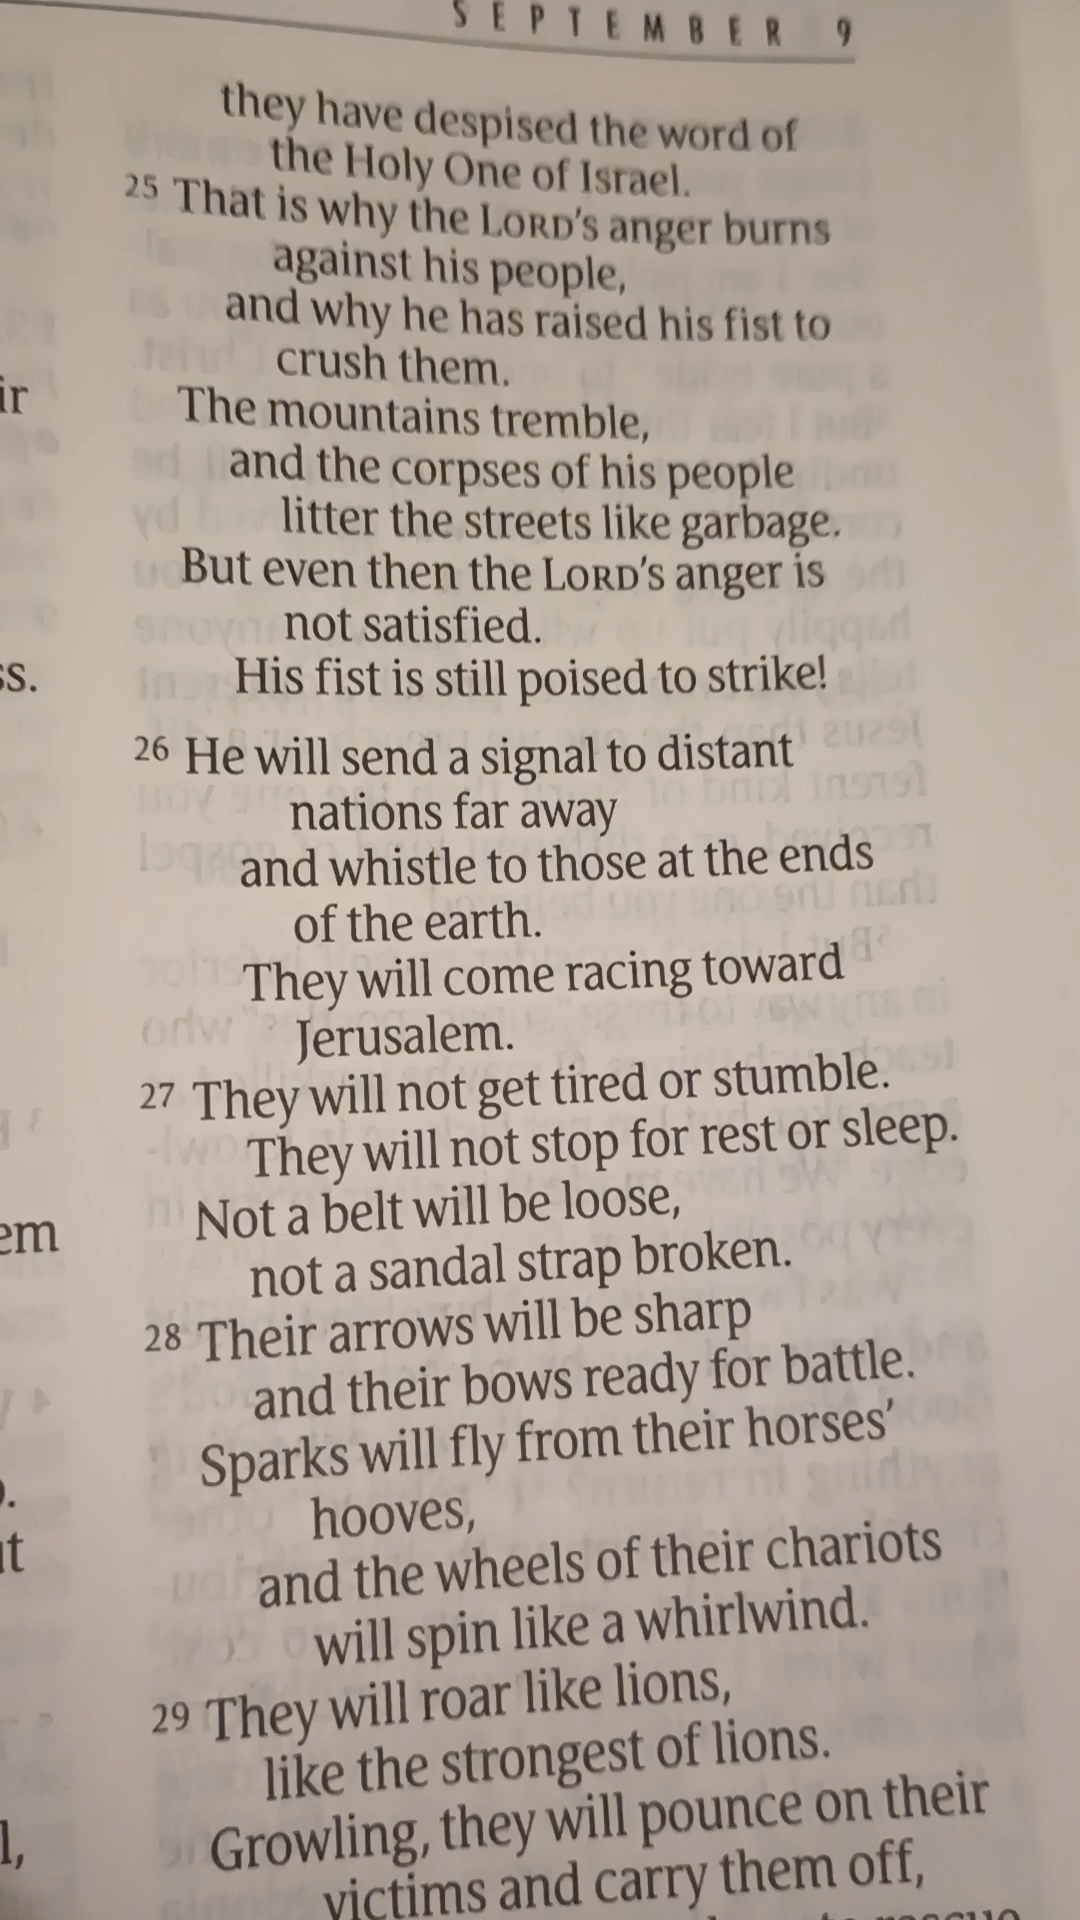 SEPTEMBER 9
they have despised the word of
the Holy One of Israel.
25 That is why the LORD's anger burns
against his people,
and why he has raised his fist to
crush them.
The mountains tremble,
and the corpses of his people
litter the streets like garbage.
But even then the LORD's anger is
not satisfied.
His fist is still poised to strike!
26 He will send a signal to distant
nations far away
and whistle to those at the ends
of the earth.
They will come racing toward
Jerusalem.
27 They will not get tired or stumble.
They will not stop for rest or sleep.
Not a belt will be loose,
not a sandal strap broken.
28 Their arrows will be sharp
and their bows ready for battle.
Sparks will fly from their horses'
hooves,
and the wheels of their chariots
will spin like a whirlwind.
29 They will roar like lions,
like the strongest of lions.
Growling, they will pounce on their
victims and carry them off,